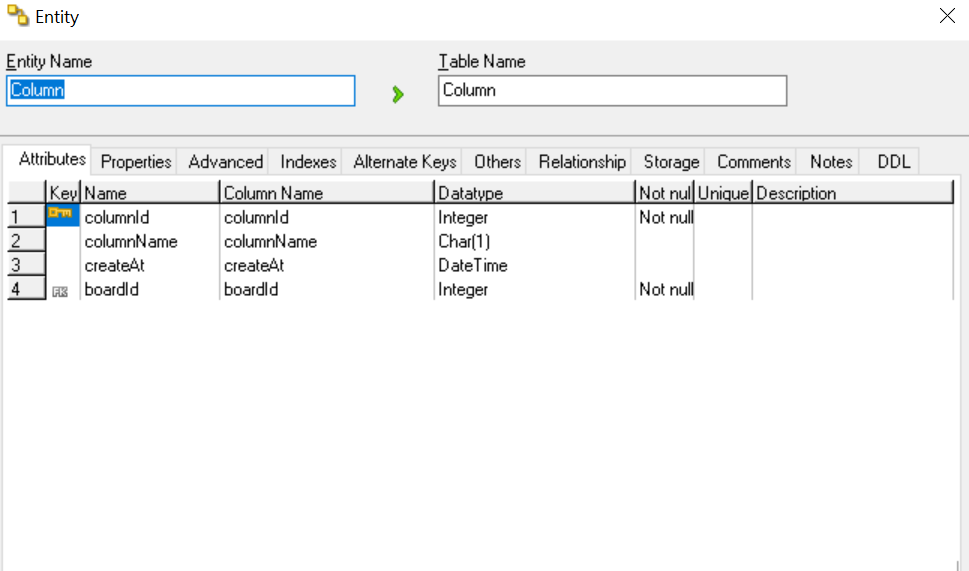 Entity
Entity Name Table Name
Column Column
Attributes Properties Advanced Indexes Alternate Keys Others Relationship Storage Comments Notes DDL
Key Name Column Name Datatype Not nul Unique Description
1 columnId columnId Integer Not null
2 columnName columnName Char(1)
3 createAt createAt DateTime
4 FK boardId boardId Integer Not null